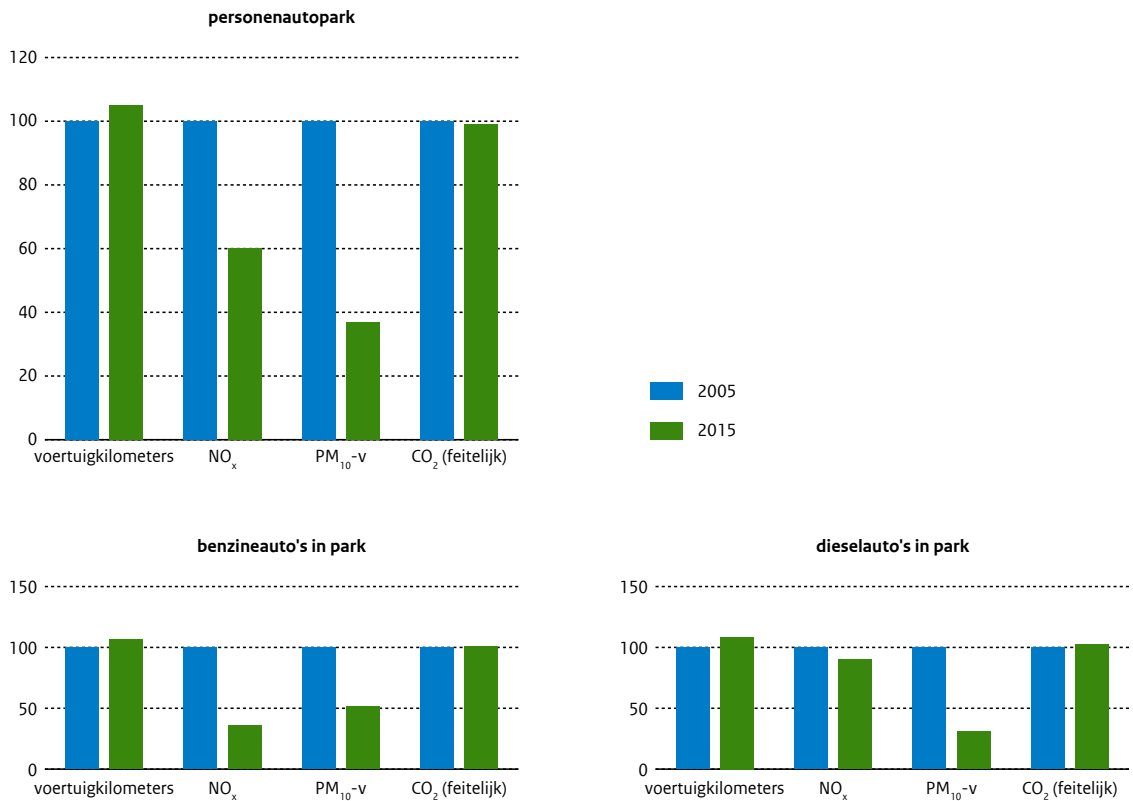 personenautopark
120
100
80
60
40
20
0
voertuigkilometers NOx PM10-v CO2 (feitelijk)
2005
2015
benzineauto's in park
150
100
50
0
voertuigkilometers NOx PM10-v CO2 (feitelijk)
dieselauto's in park
150
100
50
0
voertuigkilometers NOx PM10-v CO2 (feitelijk)